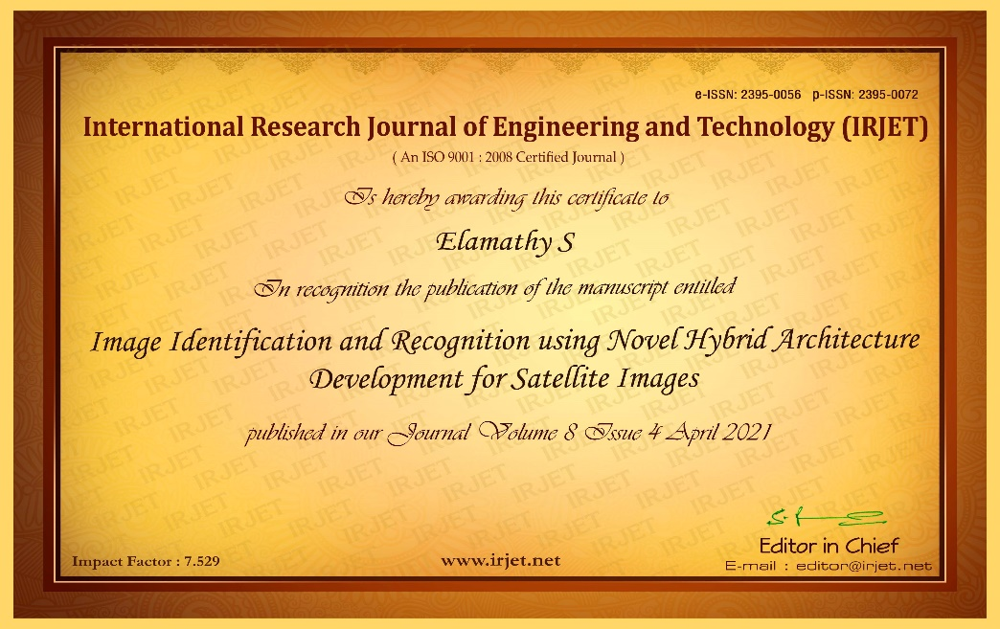 e-ISSN: 2395-0056 p-ISSN: 2395-0072
International Research Journal of Engineering and Technology (IRJET)
( An ISO 9001 : 2008 Certified Journal )
Is hereby awarding this certificate to
Elamathy S
In recognition the publication of the manuscript entitled
Image Identification and Recognition using Novel Hybrid Architecture
Development for Satellite Images
published in our Journal Volume 8 Issue 4 April 2021
Editor in Chief
Impact Factor : 7.529
www.irjet.net
E-mail : editor@irjet.net